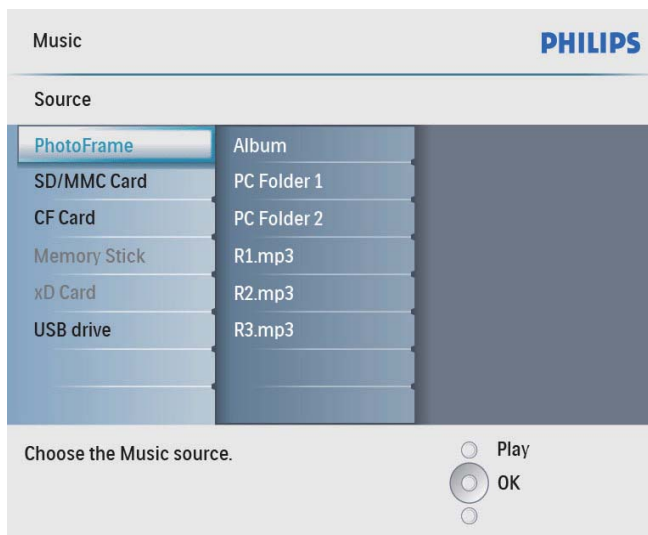 Music
PHILIPS
Source
PhotoFrame
SD/MMC Card
CF Card
Memory Stick
xD Card
USB drive
Album
PC Folder 1
PC Folder 2
R1.mp3
R2.mp3
R3.mp3
Choose the Music source.
Play
OK